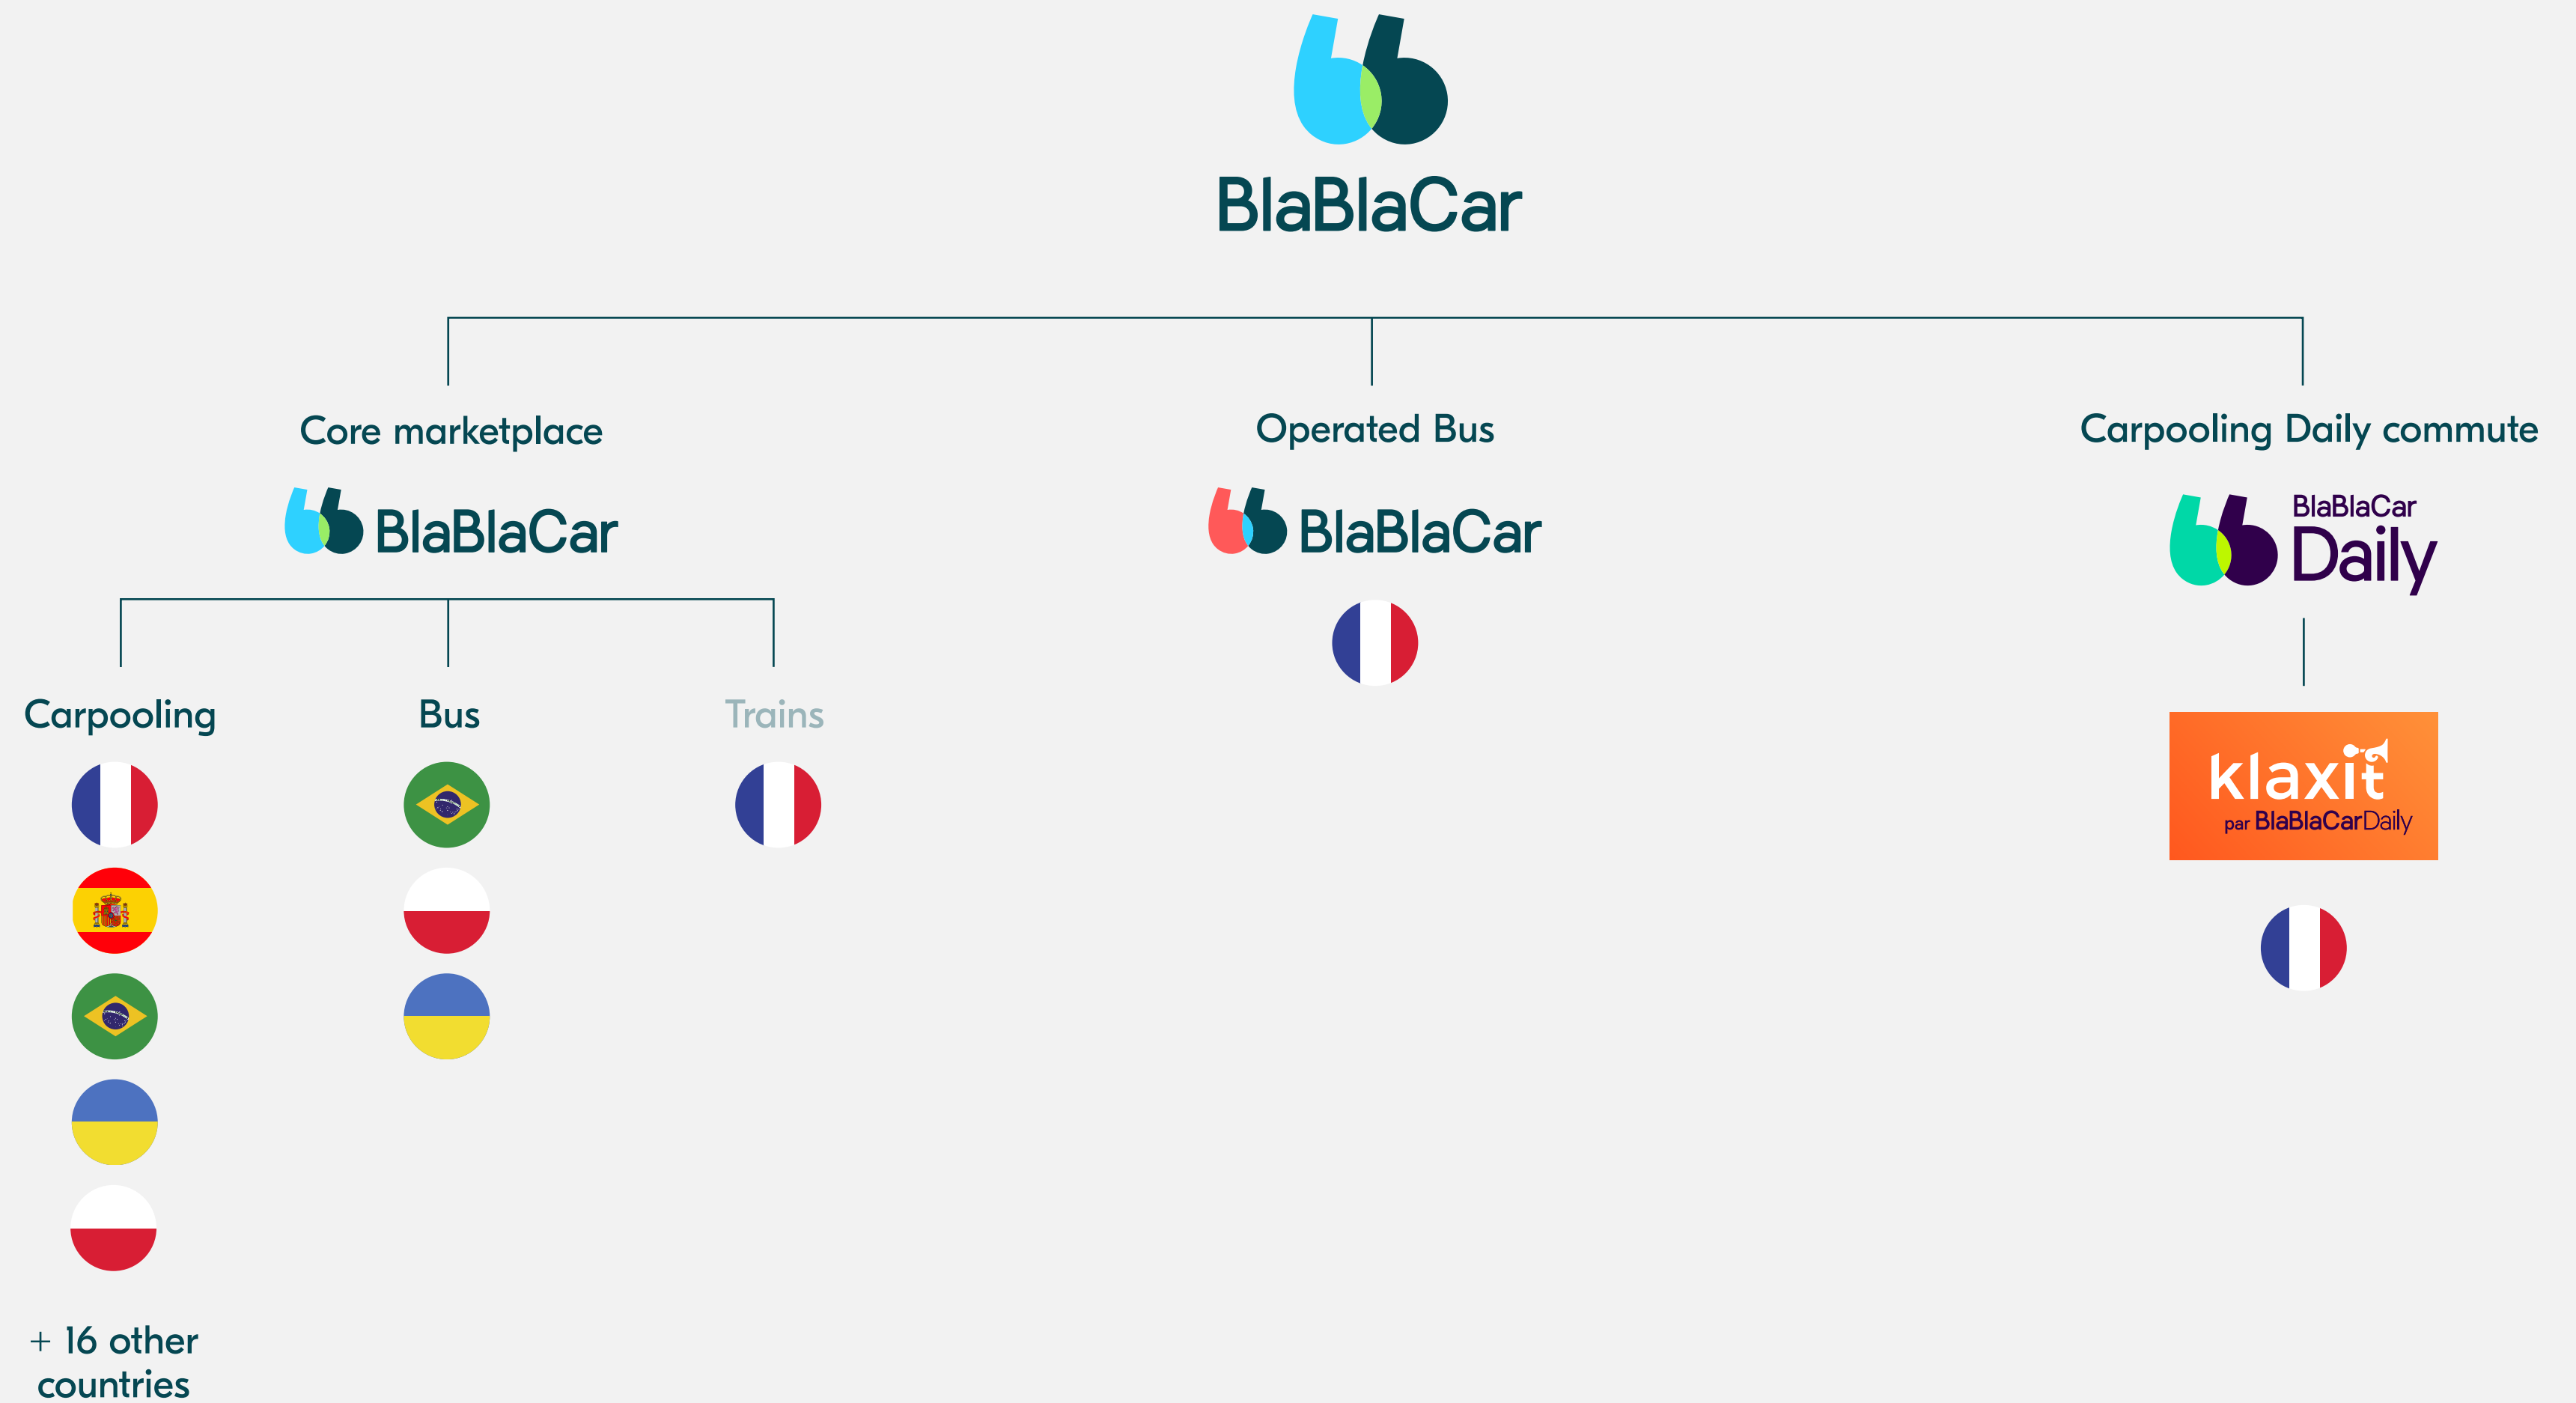 BlaBlaCar
Core marketplace
Operated Bus
Carpooling Daily commute
BlaBlaCar
BlaBlaCar
BlaBlaCar
Daily
Carpooling
Bus
Trains
klaxit
par BlaBlaCarDaily
+ 16 other
countries